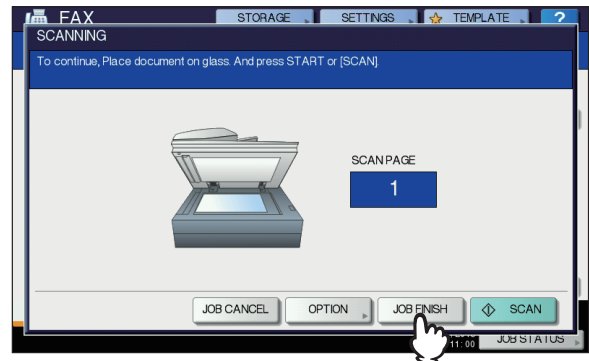 FAX STORAGE SETTINGS TEMPLATE ?
SCANNING
To continue, Place document on glass. And press START or [SCAN]
SCAN PAGE
1
JOB CANCEL OPTION JOB FINISH SCAN
11:00 JOB STATUS